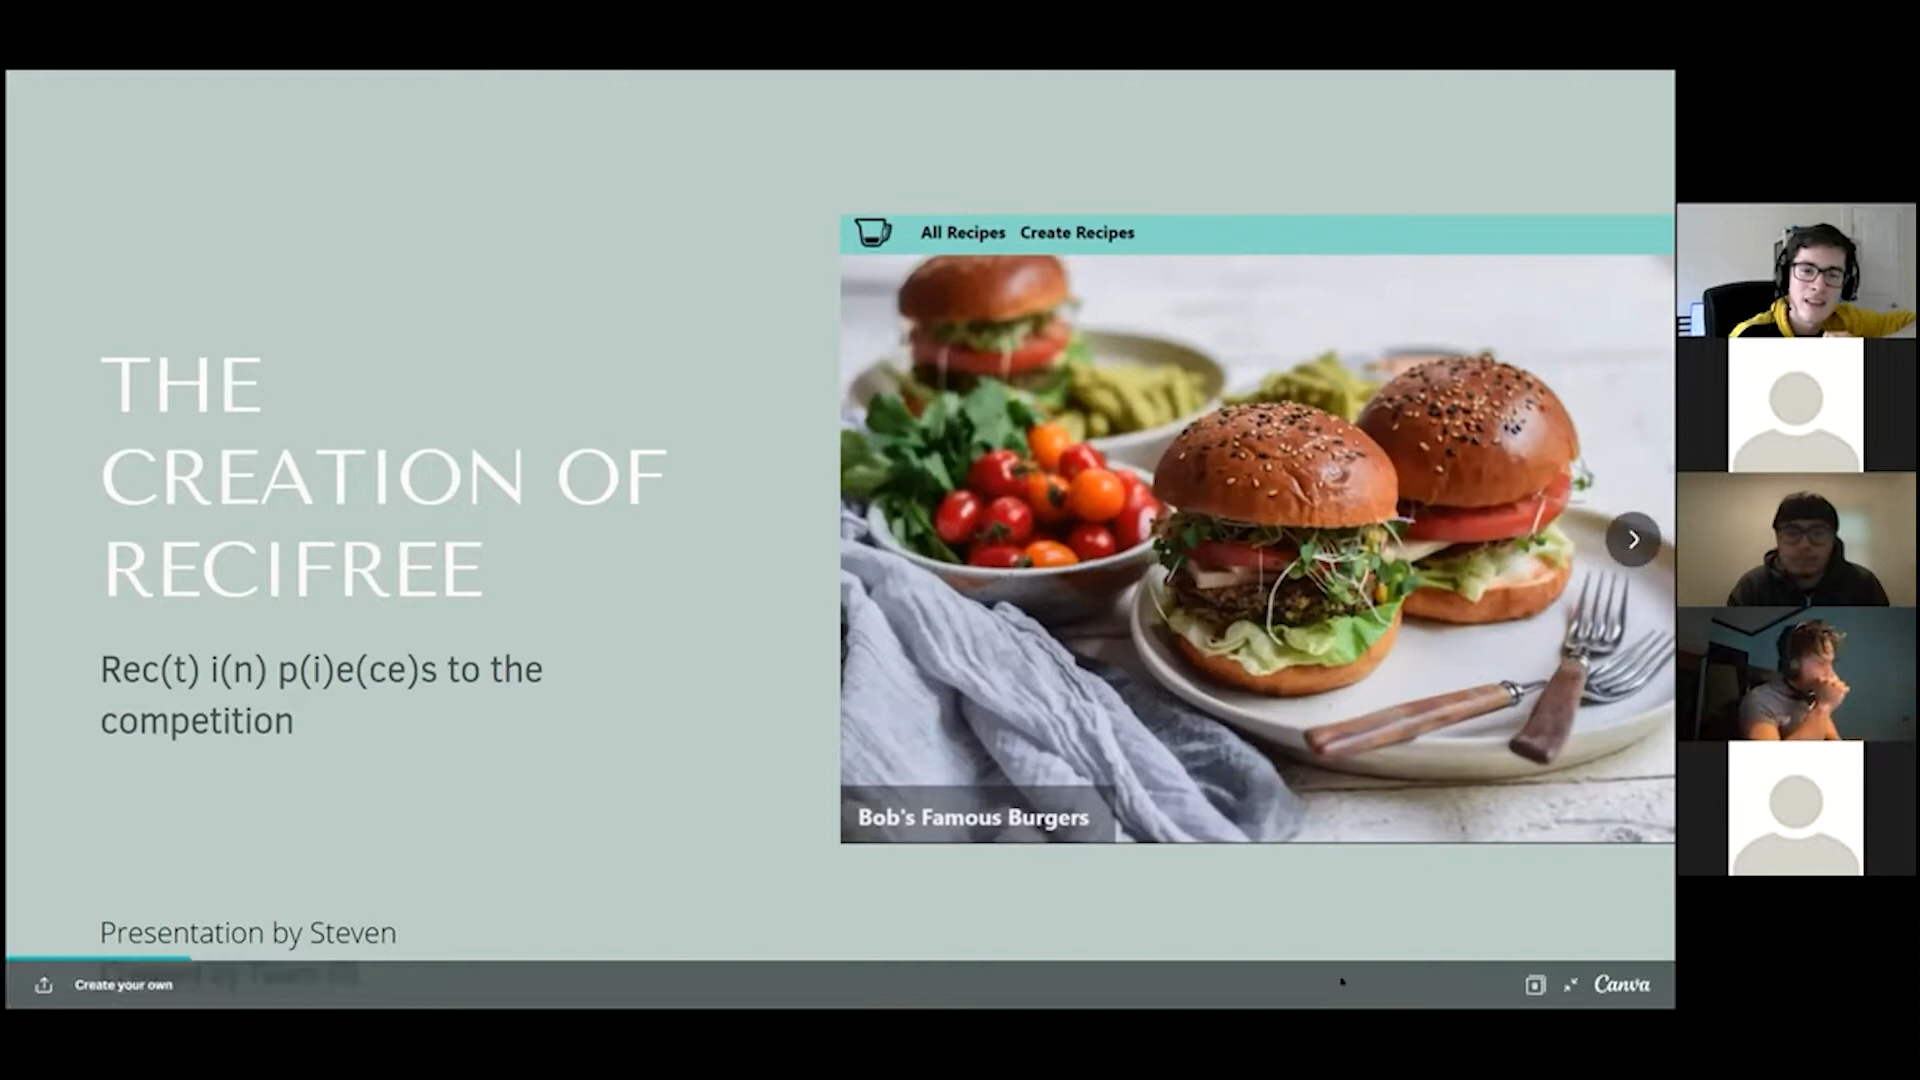 THE
CREATION OF
RECIFREE
Rec(t) i(n) p(i)e(ce)s to the
competition
Presentation by Steven
All Recipes Create Recipes
Bob's Famous Burgers
Create your own
Canva